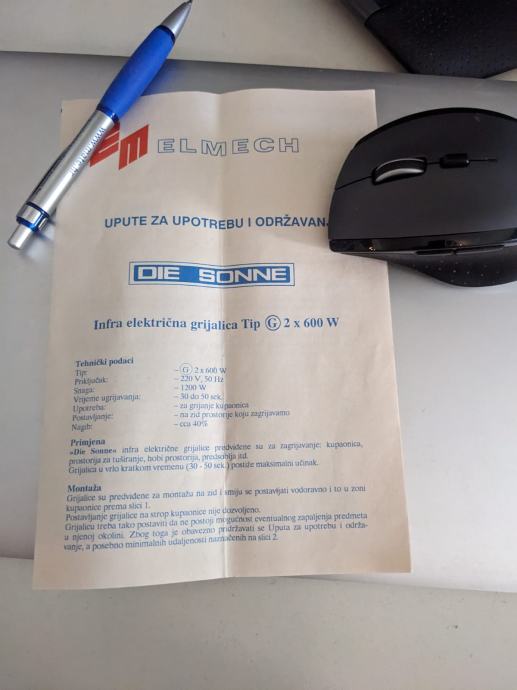 EM ELMECH
UPUTE ZA UPOTREBU I ODRŽAVAN
DIE SONNE
Infra električna grijalica Tip G 2 x 600 W
Tehnički podaci
Tip: – G 2 x 600 W
Priključak: – 220 V, 50 Hz
Snaga: – 1200 W
Vrijeme ugrijavanja: – 30 do 50 sek.
Upotreba: – za grijanje kupaonica
Postavljanje: – na zid prostorije koju zagrijavamo
Nagib: – cca 40%
Primjena
»Die Sonne« infra električne grijalice predviđene su za zagrijavanje: kupaonica,
prostorija za tuširanje, hobi prostorija, predsoblja itd.
Grijalica u vrlo kratkom vremenu (30 - 50 sek.) postiže maksimalni učinak.
Montaža
Grijalice su predviđene za montažu na zid i smiju se postavljati vodoravno i to u zoni
kupaonice prema slici 1.
Postavljanje grijalice na strop kupaonice nije dozvoljeno.
Grijalicu treba tako postaviti da ne postoji mogućnost eventualnog zapaljenja predmeta
u njenoj okolini. Zbog toga je obavezno pridržavati se Uputa za upotrebu i održa-
vanje, a posebno minimalnih udaljenosti naznačenih na slici 2.